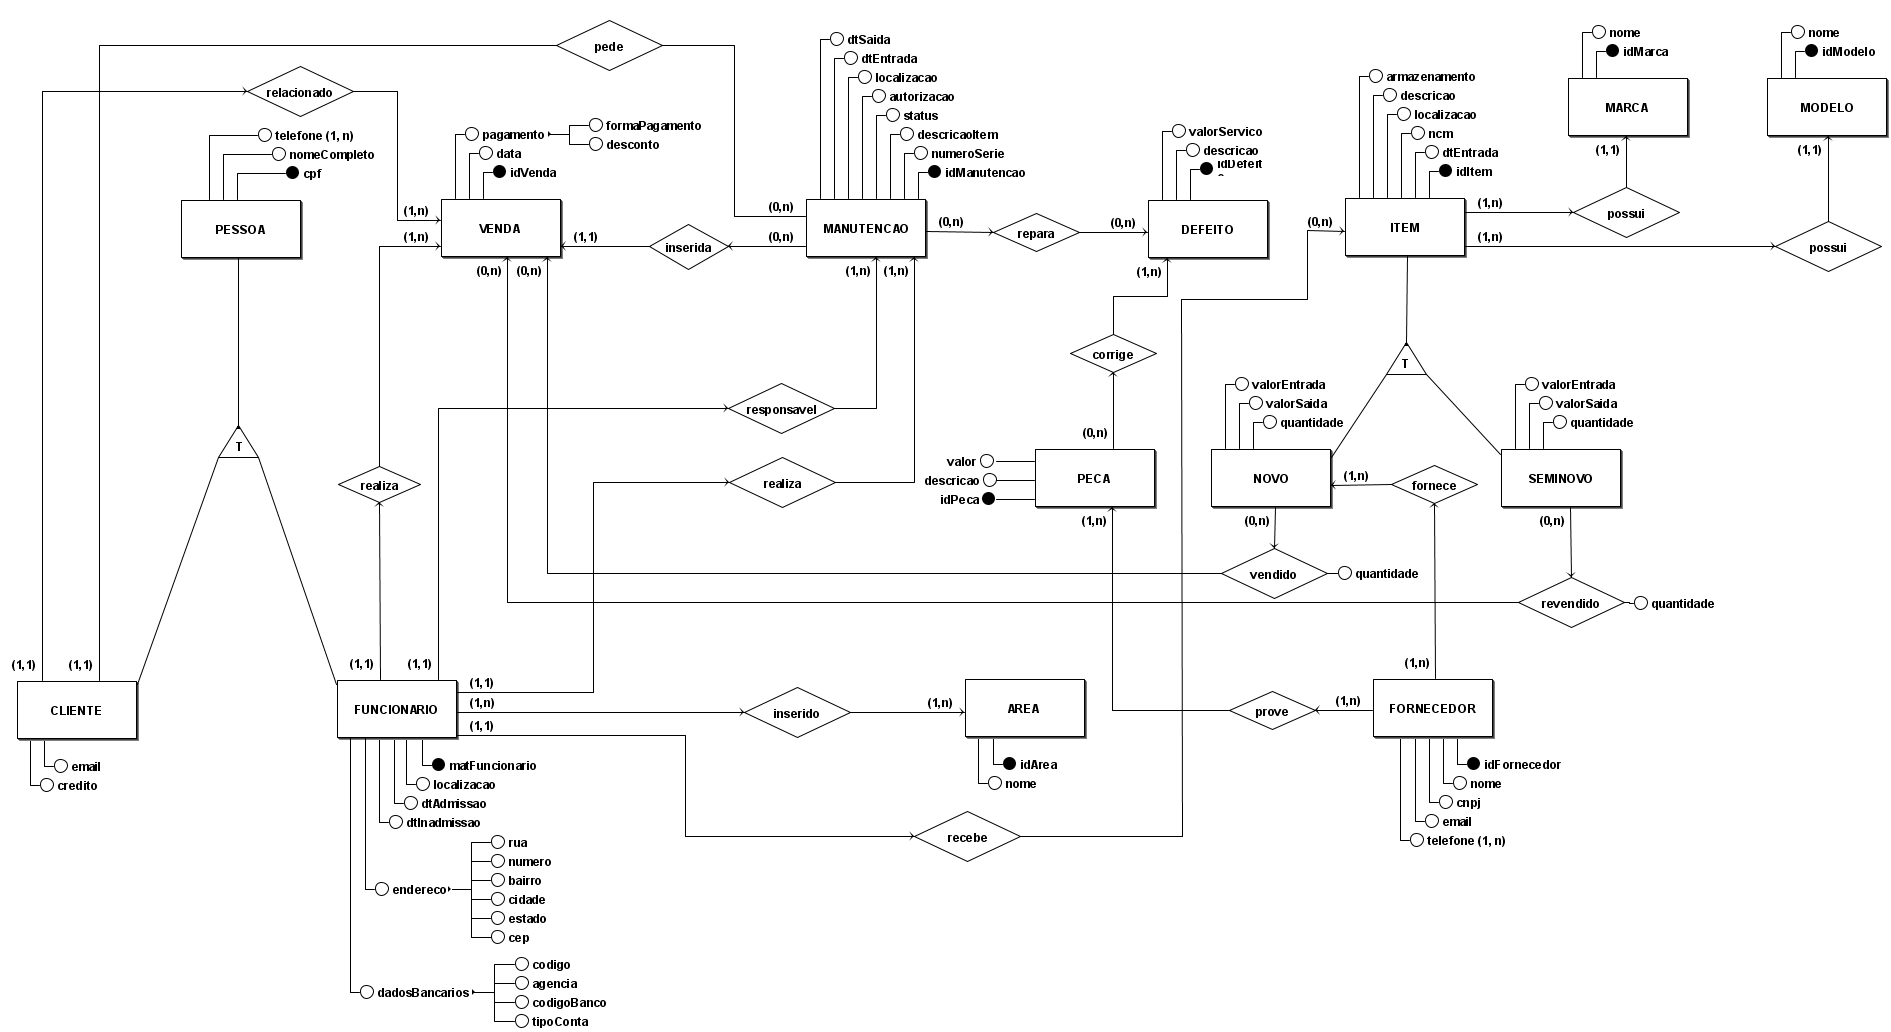 pede
dtSaida
dtEntrada
localizacao
autorizacao
status
descricaoItem
numeroSerie
idManutencao
nome
idMarca
MARCA
(1,1)
possui
nome
idModelo
MODELO
(1,1)
possui
relacionado
telefone (1, n)
nomeCompleto
cpf
PESSOA
pagamento
formaPagamento
desconto
data
idVenda
(1,n)
(1,n)
VENDA
(0,n)
(0,n)
(1,1)
inserida
(0,n)
(0,n)
MANUTENCAO
(1,n)
(1,n)
(0,n)
repara
(0,n)
valorServico
descricao
DEFEITO
(1,n)
armazenamento
descricao
localizacao
ncm
dtEntrada
idItem
(0,n)
ITEM
(1,n)
(1,n)
corrige
T
T
responsavel
realiza
realiza
(0,n)
valor
descricao
idPeca
PECA
(1,n)
valorEntrada
valorSaida
quantidade
NOVO
(0,n)
(1,n)
fornece
valorEntrada
valorSaida
quantidade
SEMINOVO
(0,n)
vendido
quantidade
revendido
quantidade
(1,1)
(1,1)
CLIENTE
email
credito
(1,1)
(1,1)
FUNCIONARIO
(1,1)
(1,n)
(1,1)
inserido
(1,n)
AREA
idArea
nome
prove
(1,n)
(1,n)
FORNECEDOR
idFornecedor
nome
cnpj
email
telefone (1, n)
matFuncionario
localizacao
dtAdmissao
dtInadmissao
recebe
endereco
rua
numero
bairro
cidade
estado
cep
dadosBancarios
codigo
agencia
codigoBanco
tipoConta